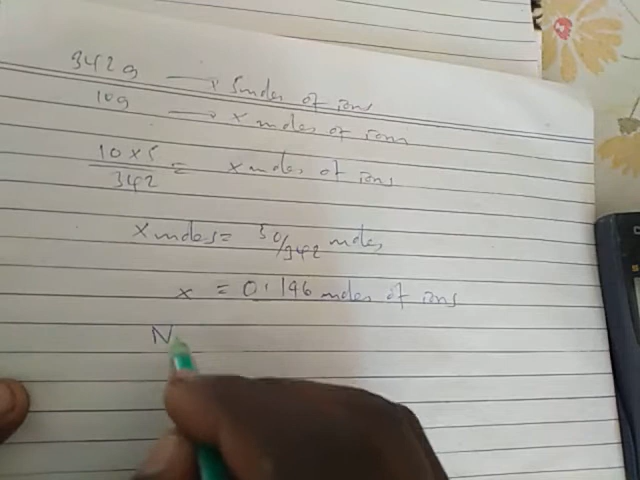 342g → 5moles of ions
10g → x moles of ions
10 x 5 / 342 = x moles of ions
x moles = 50/342 moles
x = 0.146 moles of ions
N